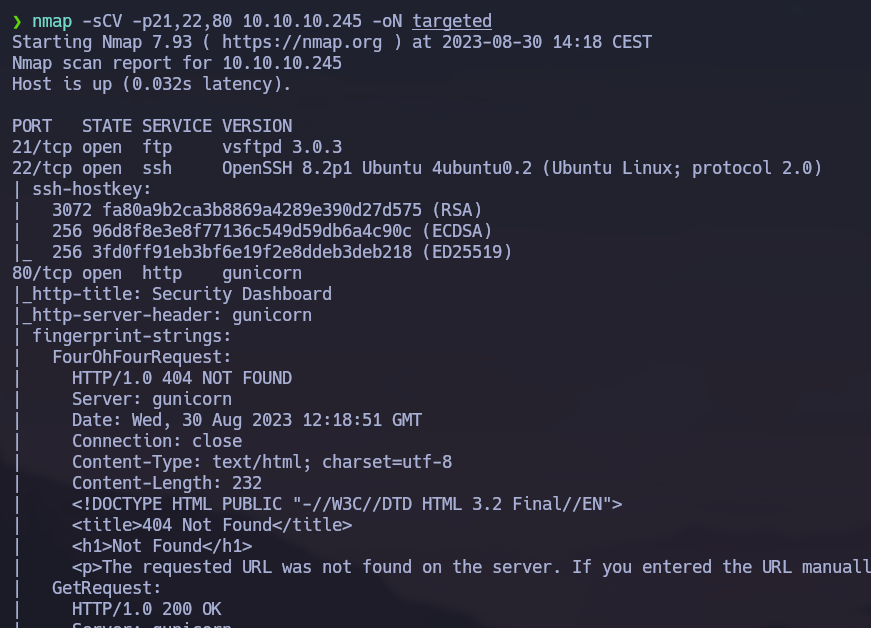 ❯ nmap -sCV -p21,22,80 10.10.10.245 -oN targeted
Starting Nmap 7.93 ( https://nmap.org ) at 2023-08-30 14:18 CEST
Nmap scan report for 10.10.10.245
Host is up (0.032s latency).

PORT   STATE SERVICE VERSION
21/tcp open  ftp     vsftpd 3.0.3
22/tcp open  ssh     OpenSSH 8.2p1 Ubuntu 4ubuntu0.2 (Ubuntu Linux; protocol 2.0)
| ssh-hostkey:
|   3072 fa80a9b2ca3b8869a4289e390d27d575 (RSA)
|   256 96d8f8e3e8f77136c549d59db6a4c90c (ECDSA)
|_  256 3fd0ff91eb3bf6e19f2e8ddeb3deb218 (ED25519)
80/tcp open  http    gunicorn
|_http-title: Security Dashboard
|_http-server-header: gunicorn
| fingerprint-strings:
|   FourOhFourRequest:
|     HTTP/1.0 404 NOT FOUND
|     Server: gunicorn
|     Date: Wed, 30 Aug 2023 12:18:51 GMT
|     Connection: close
|     Content-Type: text/html; charset=utf-8
|     Content-Length: 232
|     <!DOCTYPE HTML PUBLIC "-//W3C//DTD HTML 3.2 Final//EN">
|     <title>404 Not Found</title>
|     <h1>Not Found</h1>
|     <p>The requested URL was not found on the server. If you entered the URL manuall
|   GetRequest:
|     HTTP/1.0 200 OK
|     Server: gunicorn